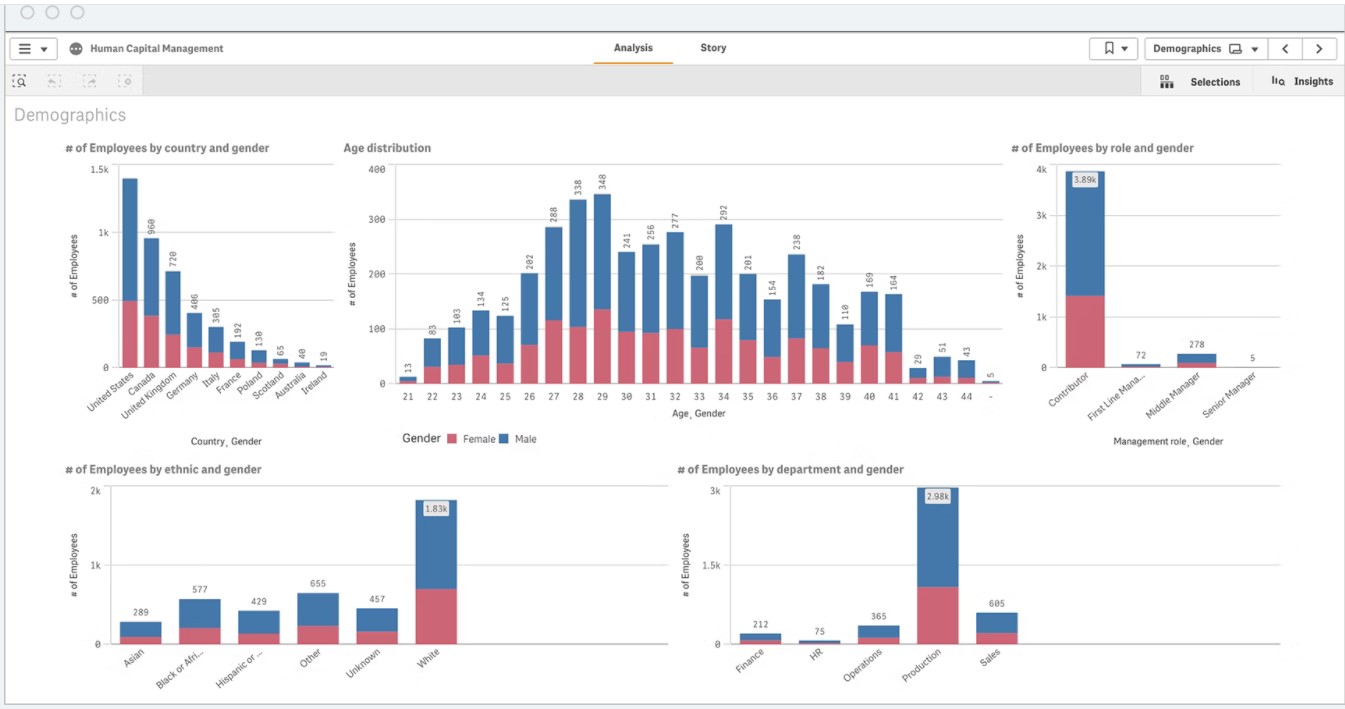 Human Capital Management
Analysis
Story
Demographics
Selections
Insights
Demographics
# of Employees by country and gender
1.5k
1k
500
0
# of Employees
960
720
406
305
192
130
65
40
19
United States
Canada
United Kingdom
Germany
Italy
France
Poland
Scotland
Australia
Ireland
Country, Gender
Age distribution
400
300
200
100
0
# of Employees
13
83
103
134
125
202
288
338
348
241
256
277
200
292
201
154
238
182
110
169
164
29
51
43
5
21 22 23 24 25 26 27 28 29 30 31 32 33 34 35 36 37 38 39 40 41 42 43 44 -
Age, Gender
Gender Female Male
# of Employees by role and gender
4k
3k
2k
1k
0
# of Employees
3.89k
72
278
5
Contributor
First Line Mana...
Middle Manager
Senior Manager
Management role, Gender
# of Employees by ethnic and gender
2k
1k
0
# of Employees
289
577
429
655
457
1.83k
Asian
Black or Afri...
Hispanic or ...
Other
Unknown
White
# of Employees by department and gender
3k
1.5k
0
# of Employees
212
75
365
2.98k
605
Finance
HR
Operations
Production
Sales